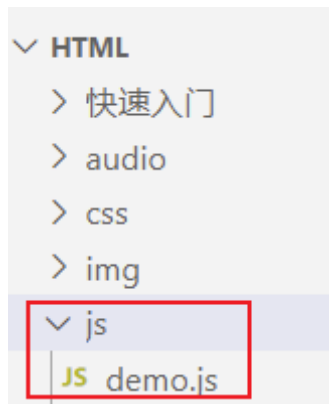 HTML
快速入门
audio
css
img
js
JS demo.js